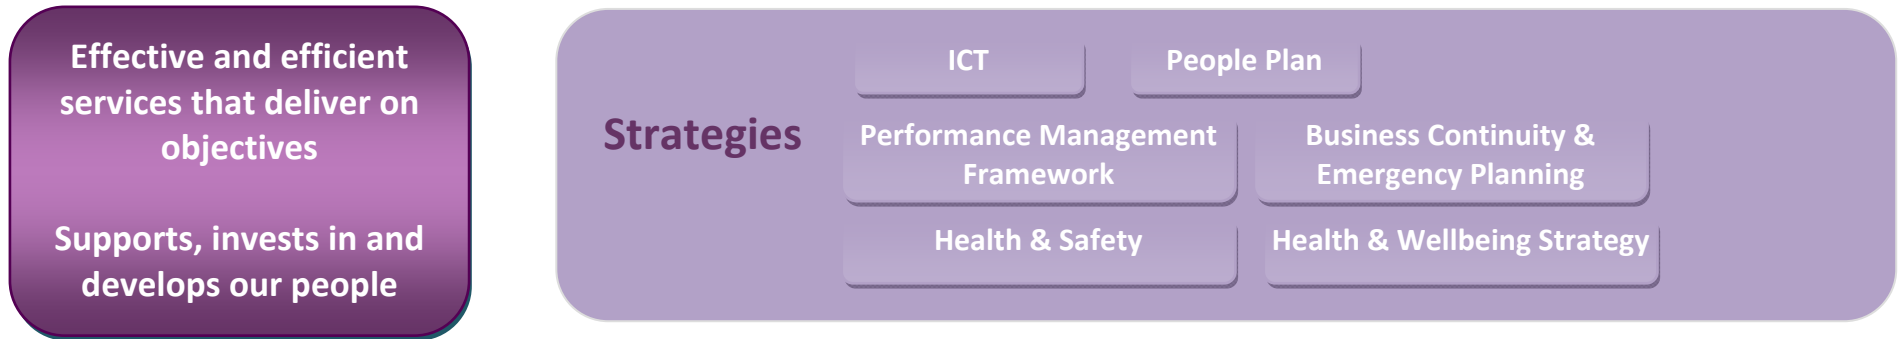 Effective and efficient
services that deliver on
objectives
Supports, invests in and
develops our people
Strategies
ICT
People Plan
Performance Management
Framework
Business Continuity &
Emergency Planning
Health & Safety
Health & Wellbeing Strategy